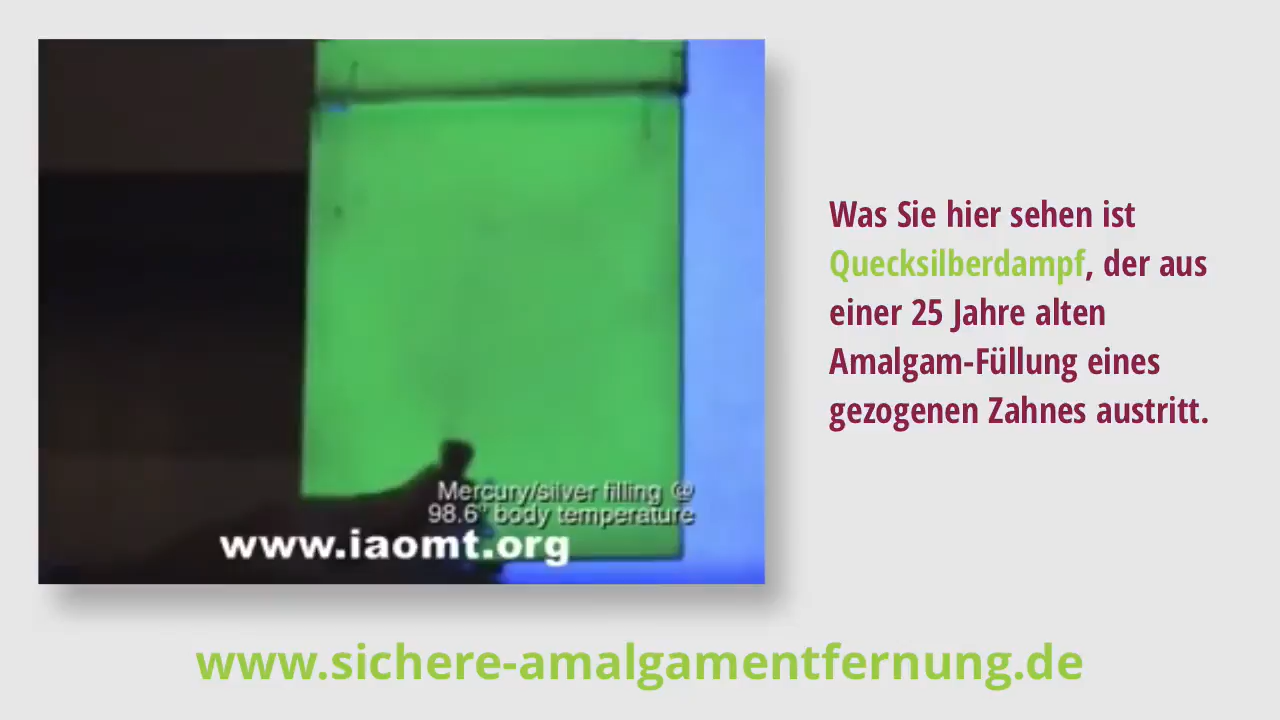 Mercury/silver filling @
98.6° body temperature
www.iaomt.org
Was Sie hier sehen ist
Quecksilberdampf, der aus
einer 25 Jahre alten
Amalgam-Füllung eines
gezogenen Zahnes austritt.
www.sichere-amalgamentfernung.de